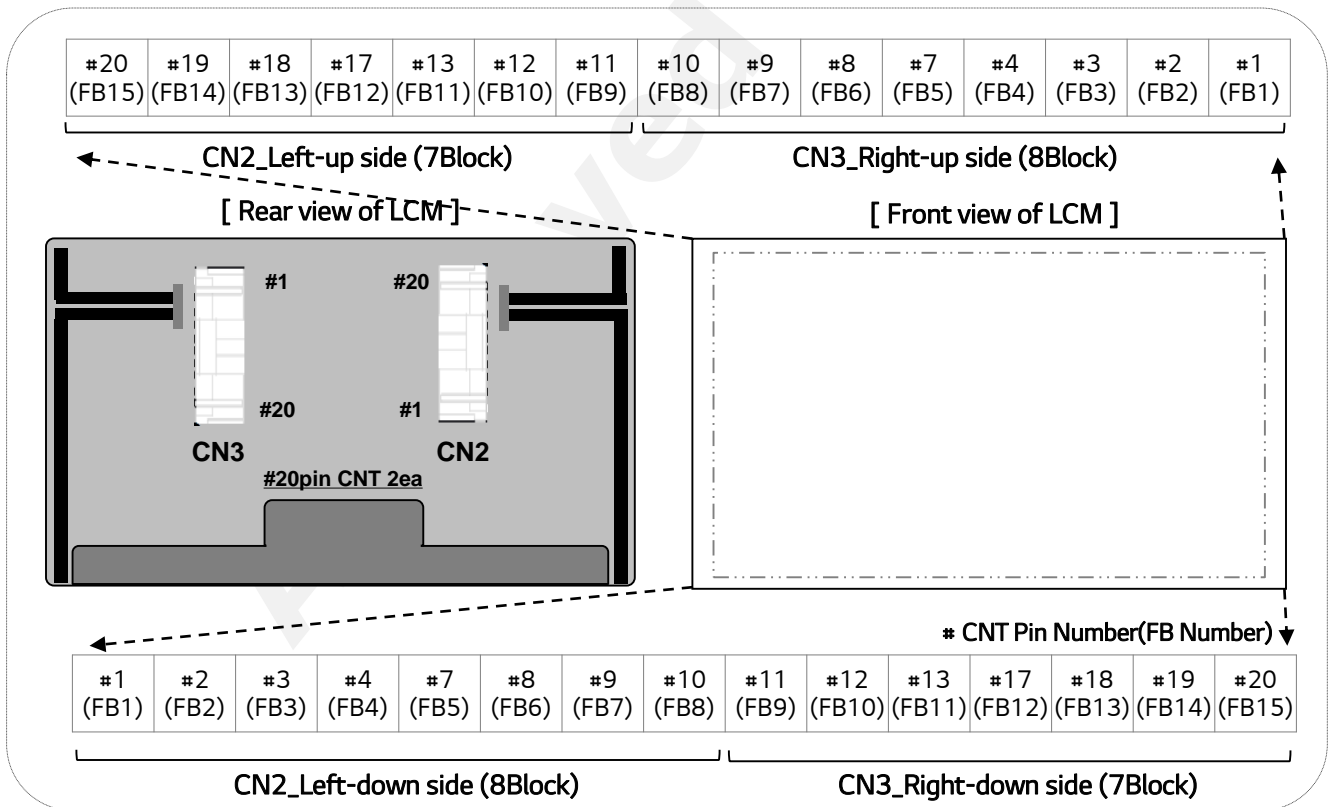 #20 #19 #18 #17 #13 #12 #11 #10 #9 #8 #7 #4 #3 #2 #1
(FB15) (FB14) (FB13) (FB12) (FB11) (FB10) (FB9) (FB8) (FB7) (FB6) (FB5) (FB4) (FB3) (FB2) (FB1)
CN2_Left-up side (7Block) CN3_Right-up side (8Block)
[ Rear view of LCM ] [ Front view of LCM ]
#1 #20
#20 #1
CN3 CN2
#20pin CNT 2ea
# CNT Pin Number(FB Number)
#1 #2 #3 #4 #7 #8 #9 #10 #11 #12 #13 #17 #18 #19 #20
(FB1) (FB2) (FB3) (FB4) (FB5) (FB6) (FB7) (FB8) (FB9) (FB10) (FB11) (FB12) (FB13) (FB14) (FB15)
CN2_Left-down side (8Block) CN3_Right-down side (7Block)